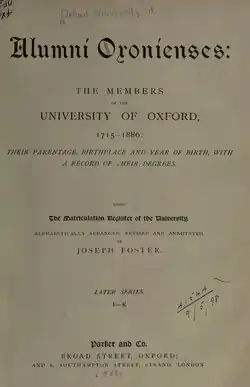 Oxford University
Alumni Oxonienses:
THE MEMBERS
OF THE
UNIVERSITY OF OXFORD,
1715-1886:
THEIR PARENTAGE, BIRTHPLACE AND YEAR OF BIRTH, WITH
A RECORD OF THEIR DEGREES.
BEING
The Matriculation Register of the University,
ALPHABETICALLY ARRANGED, REVISED AND ANNOTATED,
BY
JOSEPH FOSTER.
LATER SERIES.
E-K
Parker and Co.
BROAD STREET, OXFORD;
AND 6, SOUTHAMPTON STREET, STRAND, LONDON